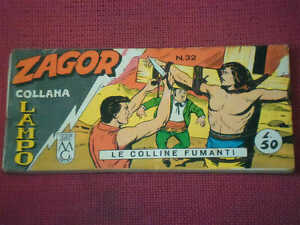 ZAGOR
N.32
COLLANA
LAMPO
LE COLLINE FUMANTI
£ 50